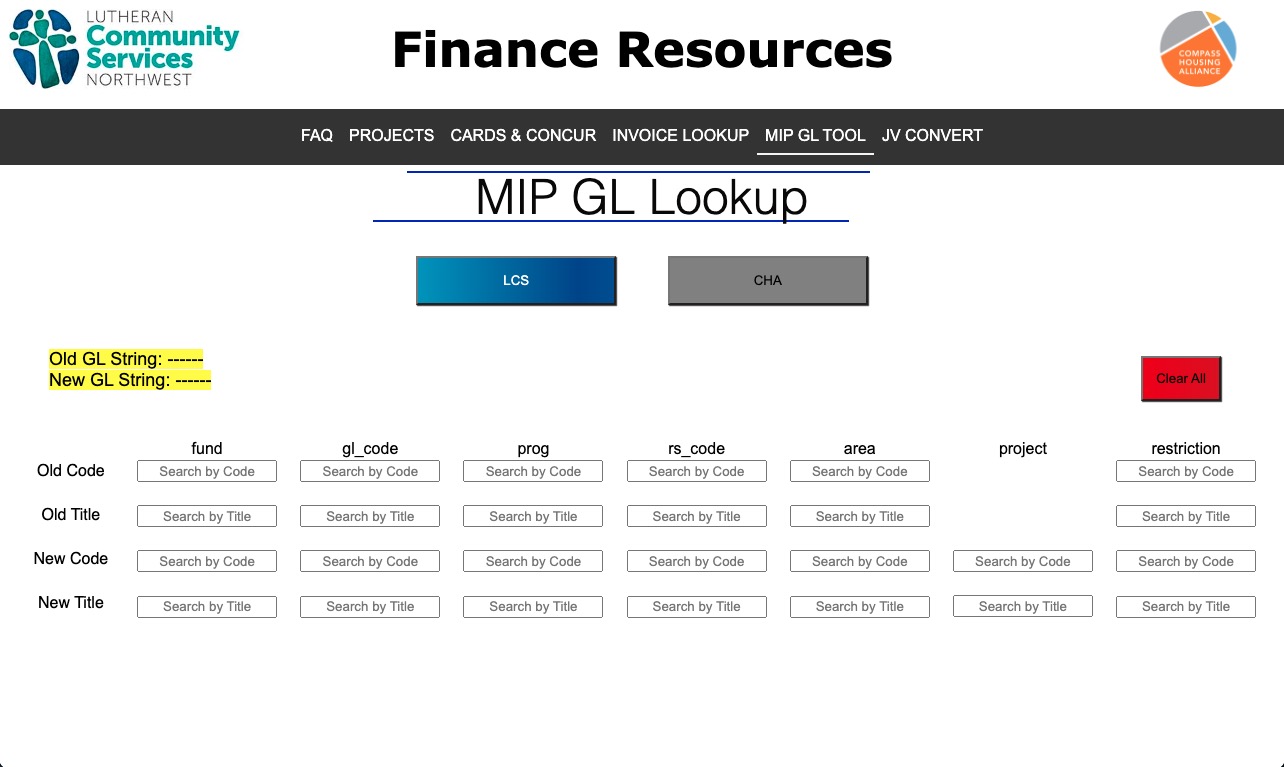 LUTHERAN
Community
Services
NORTHWEST
Finance Resources
COMPASS
HOUSING
ALLIANCE
FAQ PROJECTS CARDS & CONCUR INVOICE LOOKUP MIP GL TOOL JV CONVERT
MIP GL Lookup
LCS CHA
Old GL String: ------
New GL String: ------
Clear All
fund gl_code prog rs_code area project restriction
Old Code Search by Code Search by Code Search by Code Search by Code Search by Code Search by Code
Old Title Search by Title Search by Title Search by Title Search by Title Search by Title Search by Title
New Code Search by Code Search by Code Search by Code Search by Code Search by Code Search by Code Search by Code
New Title Search by Title Search by Title Search by Title Search by Title Search by Title Search by Title Search by Title